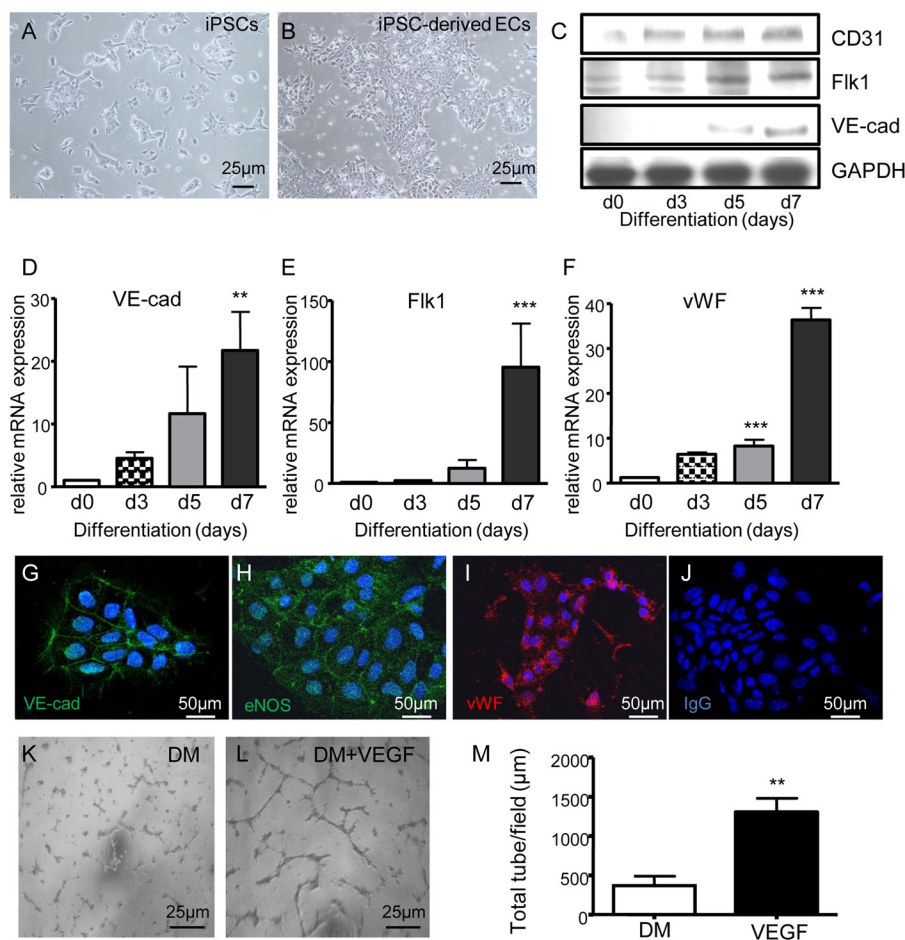 A
iPSCs
25μm
B
iPSC-derived ECs
25μm
C
CD31
Flk1
VE-cad
GAPDH
d0 d3 d5 d7
Differentiation (days)
D
VE-cad
**
relative mRNA expression
30
20
10
0
d0 d3 d5 d7
Differentiation (days)
E
Flk1
***
relative mRNA expression
150
100
50
0
d0 d3 d5 d7
Differentiation (days)
F
vWF
***
***
relative mRNA expression
40
30
20
10
0
d0 d3 d5 d7
Differentiation (days)
G
VE-cad
50μm
H
eNOS
50μm
I
vWF
50μm
J
IgG
50μm
K
DM
25μm
L
DM+VEGF
25μm
M
**
Total tube/field (μm)
2000
1500
1000
500
0
DM VEGF